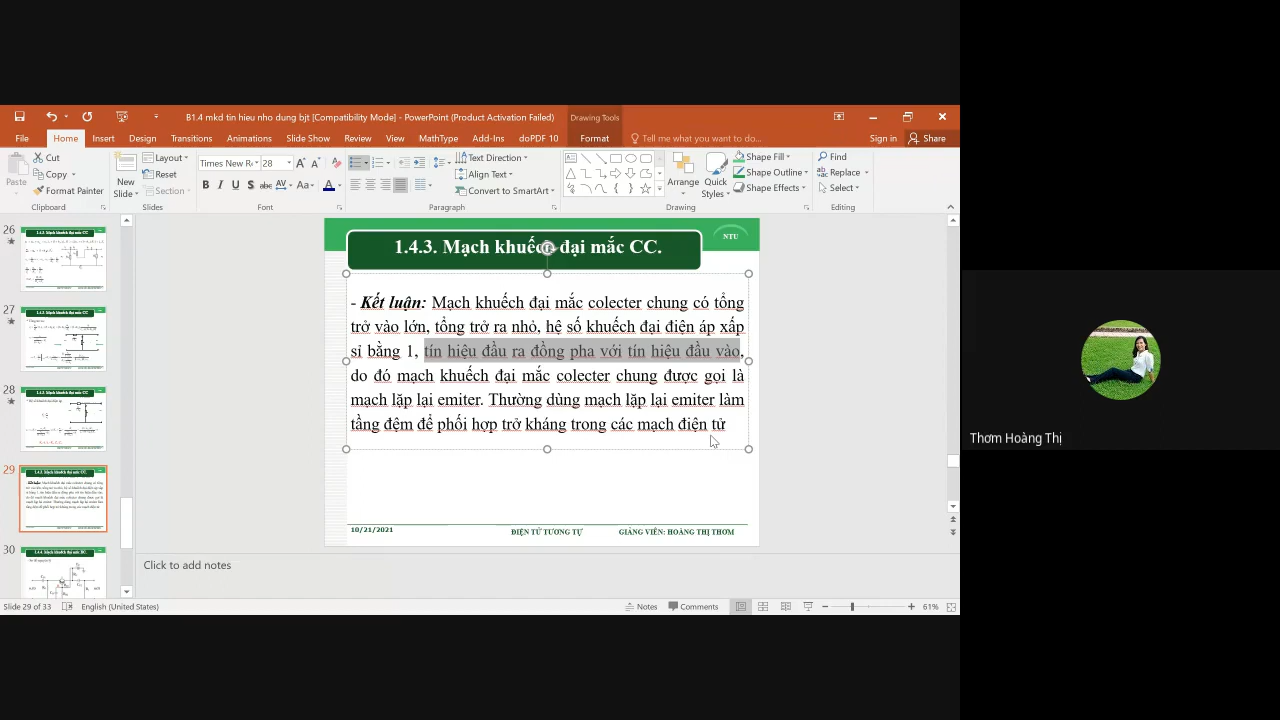 B1.4 mkd tin hieu nho dung bjt [Compatibility Mode] - PowerPoint (Product Activation Failed)
Drawing Tools
File Home Insert Design Transitions Animations Slide Show Review View MathType Add-Ins doPDF 10 Format Tell me what you want to do... Sign in Share
Paste
Cut
Copy
Format Painter
Clipboard
New Slide
Layout
Reset
Section
Slides
Times New R 28
B I U S abc AV Aa A
Font
Text Direction
Align Text
Convert to SmartArt
Paragraph
Arrange
Quick Styles
Shape Fill
Shape Outline
Shape Effects
Drawing
Find
Replace
Select
Editing
26
27
28
29
30
1.4.3. Mạch khuếch đại mắc CC.
NTU
- Kết luận: Mạch khuếch đại mắc colecter chung có tổng
trở vào lớn, tổng trở ra nhỏ, hệ số khuếch đại điện áp xấp
sỉ bằng 1, tín hiệu đầu ra đồng pha với tín hiệu đầu vào,
do đó mạch khuếch đại mắc colecter chung được gọi là
mạch lặp lại emiter. Thường dùng mạch lặp lại emiter làm
tầng đệm để phối hợp trở kháng trong các mạch điện tử
10/21/2021 ĐIỆN TỬ TƯƠNG TỰ GIẢNG VIÊN: HOÀNG THỊ THƠM
Click to add notes
Slide 29 of 33 English (United States) Notes Comments 61%
Thơm Hoàng Thị